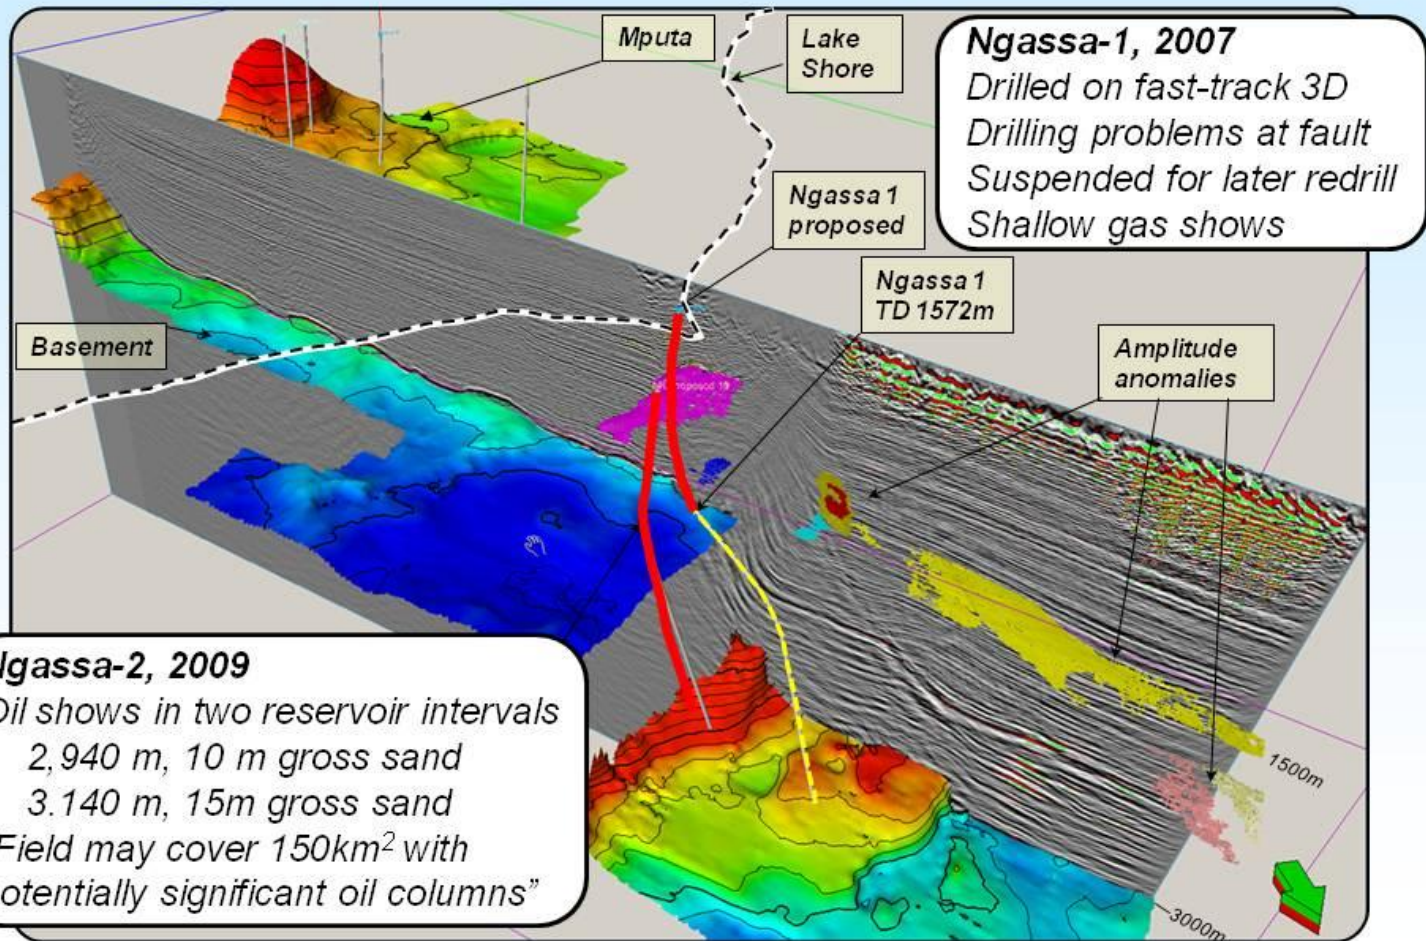 Mputa
Lake
Shore
Ngassa-1, 2007
Drilled on fast-track 3D
Drilling problems at fault
Suspended for later redrill
Shallow gas shows
Ngassa 1
proposed
Ngassa 1
TD 1572m
Basement
Amplitude
anomalies
1500m
gassa-2, 2009
Oil shows in two reservoir intervals
2,940 m, 10 m gross sand
3.140 m, 15m gross sand
Field may cover 150km2 with
otentially significant oil columns”
3000m